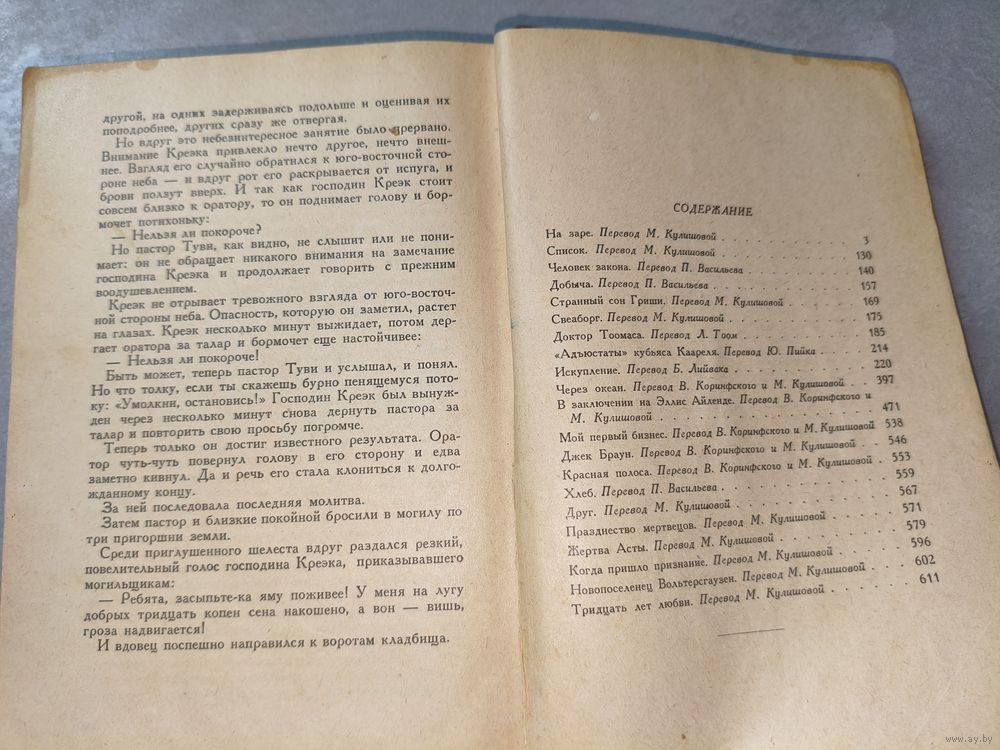 другой, на одних задерживаясь подольше и оценивая их
поподробнее, других сразу же отвергая.
Но вдруг это небезинтересное занятие было прервано.
Внимание Креэка привлекло нечто другое, нечто внеш-
нее. Взгляд его случайно обратился к юго-восточной сто-
роне неба — и вдруг рот его раскрывается от испуга, и
брови ползут вверх. И так как господин Креэк стоит
совсем близко к оратору, то он поднимает голову и бор-
мочет потихоньку:
— Нельзя ли покороче?
Но пастор Туви, как видно, не слышит или не пони-
мает: он не обращает никакого внимания на замечание
господина Креэка и продолжает говорить с прежним
воодушевлением.
Креэк не отрывает тревожного взгляда от юго-восточ-
ной стороны неба. Опасность, которую он заметил, растет
на глазах. Креэк несколько минут выжидает, потом дер-
гает оратора за талар и бормочет еще настойчивее:
— Нельзя ли покороче!
Быть может, теперь пастор Туви и услышал, и понял.
Но что толку, если ты скажешь бурно пенящемуся пото-
ку: «Умолкни, остановись!» Господин Креэк был вынуж-
ден через несколько минут снова дернуть пастора за
талар и повторить свою просьбу погромче.
Теперь только он достиг известного результата. Ора-
тор чуть-чуть повернул голову в его сторону и едва
заметно кивнул. Да и речь его стала клониться к долго-
жданному концу.
За ней последовала последняя молитва.
Затем пастор и близкие покойной бросили в могилу по
три пригоршни земли.
Среди приглушенного шелеста вдруг раздался резкий,
повелительный голос господина Креэка, приказывавшего
могильщикам:
— Ребята, засыпьте-ка яму поживее! У меня на лугу
добрых тридцать копен сена накошено, а вон — вишь,
гроза надвигается!
И вдовец поспешно направился к воротам кладбища.
СОДЕРЖАНИЕ
На заре. Перевод М. Кулишовой . . . . . . . . 3
Список. Перевод М. Кулишовой . . . . . . . . 130
Человек закона. Перевод П. Васильева . . . . . . 140
Добыча. Перевод П. Васильева . . . . . . . . 157
Странный сон Гриши. Перевод М. Кулишовой . . . . 169
Свеаборг. Перевод М. Кулишовой . . . . . . . 175
Доктор Тоомаса. Перевод Л. Тоом . . . . . . . 185
«Адъюстаты» кубьяса Каареля. Перевод Ю. Пийка . . . 214
Искупление. Перевод Б. Лийвака . . . . . . . 220
Через океан. Перевод В. Коринфского и М. Кулишовой . . 397
В заключении на Эллис Айленде. Перевод В. Коринфского и
М. Кулишовой . . . . . . . . . . . 471
Мой первый бизнес. Перевод В. Коринфского и М. Кулишовой 538
Джек Браун. Перевод В. Коринфского и М. Кулишовой . . 546
Красная полоса. Перевод В. Коринфского и М. Кулишовой . 553
Хлеб. Перевод П. Васильева . . . . . . . . 559
Друг. Перевод М. Кулишовой . . . . . . . . 567
Празднество мертвецов. Перевод М. Кулишовой . . . . 571
Жертва Асты. Перевод М. Кулишовой . . . . . . 579
Когда пришло признание. Перевод М. Кулишовой . . . . 596
Новопоселенец Вольтерсгаузен. Перевод М. Кулишовой . . . 602
Тридцать лет любви. Перевод М. Кулишовой . . . . . 611
www.ay.by